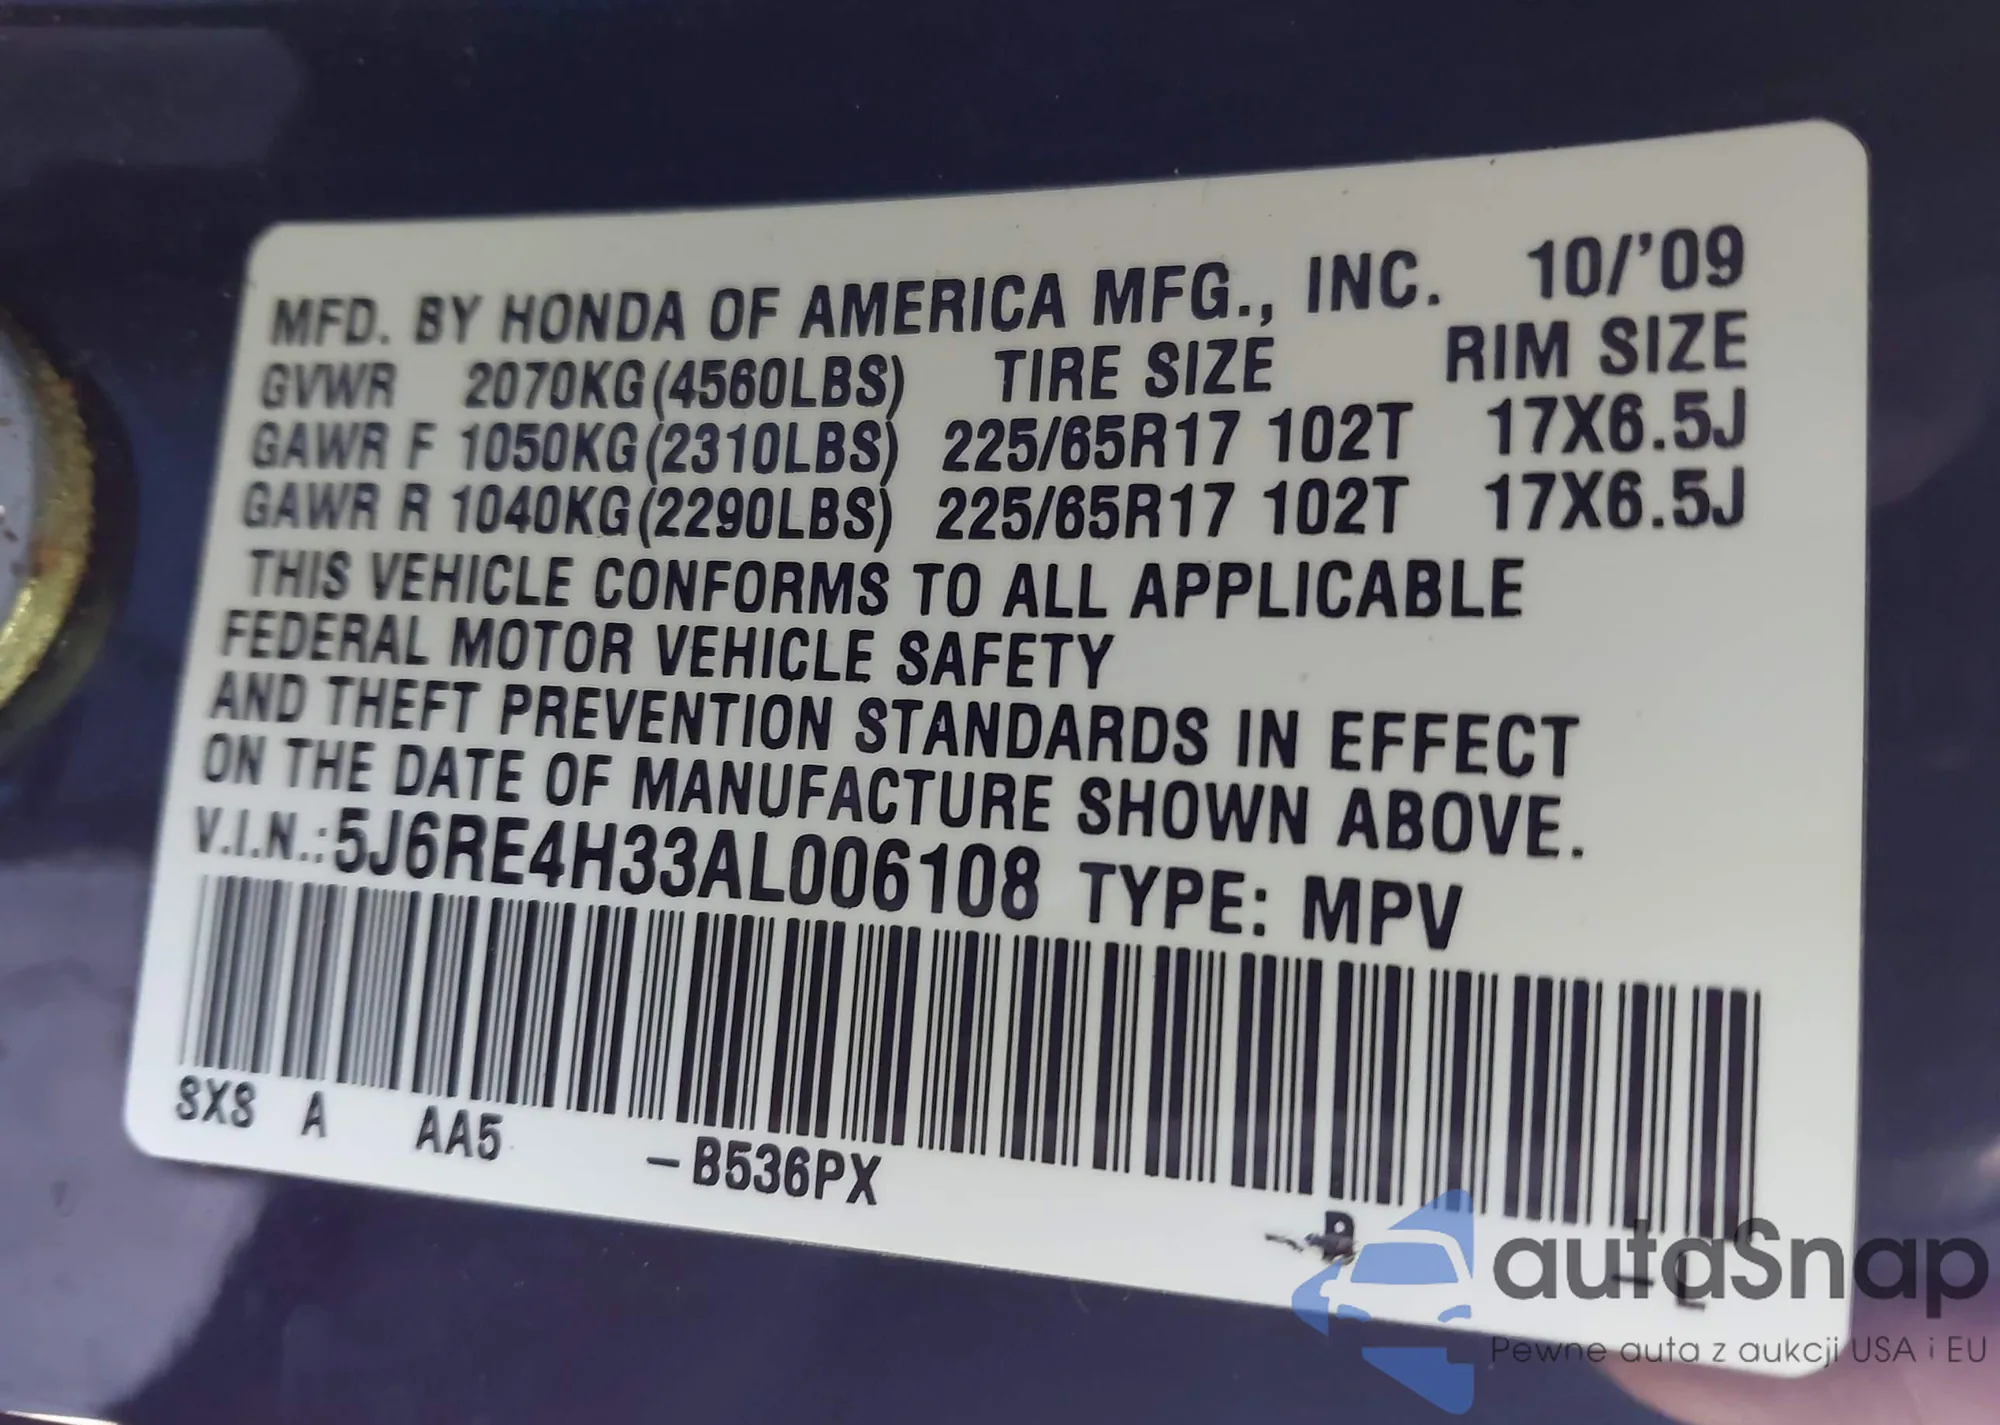 MFD. BY HONDA OF AMERICA MFG., INC. 10/'09
GVWR 2070KG(4560LBS) TIRE SIZE RIM SIZE
GAWR F 1050KG(2310LBS) 225/65R17 102T 17X6.5J
GAWR R 1040KG(2290LBS) 225/65R17 102T 17X6.5J
THIS VEHICLE CONFORMS TO ALL APPLICABLE
FEDERAL MOTOR VEHICLE SAFETY
AND THEFT PREVENTION STANDARDS IN EFFECT
ON THE DATE OF MANUFACTURE SHOWN ABOVE.
V.I.N.:5J6RE4H33AL006108 TYPE: MPV
SXS A AA5 -B536PX
autaSnap
Pewne auta z aukcji USA i EU